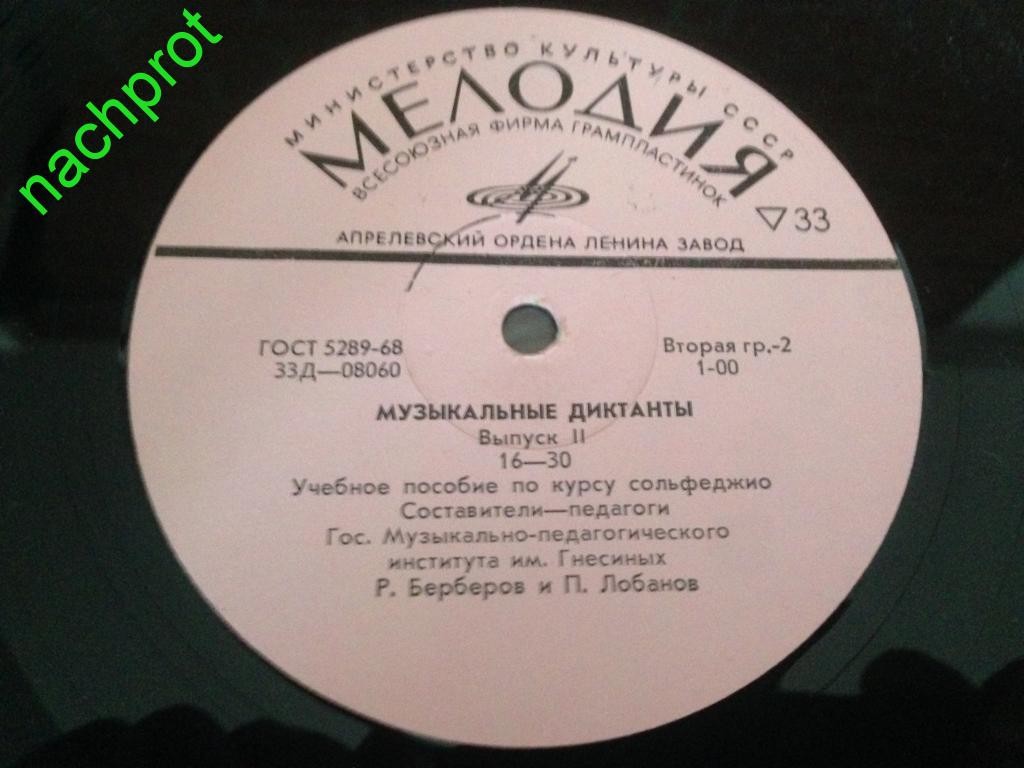 nachprot
МИНИСТЕРСТВО КУЛЬТУРЫ СССР
МЕЛОДИЯ
ВСЕСОЮЗНАЯ ФИРМА ГРАМПЛАСТИНОК
33
АПРЕЛЕВСКИЙ ОРДЕНА ЛЕНИНА ЗАВОД
ГОСТ 5289-68
33Д—08060
Вторая гр.-2
1-00
МУЗЫКАЛЬНЫЕ ДИКТАНТЫ
Выпуск II
16—30
Учебное пособие по курсу сольфеджио
Составители—педагоги
Гос. Музыкально-педагогического
института им. Гнесиных
Р. Берберов и П. Лобанов